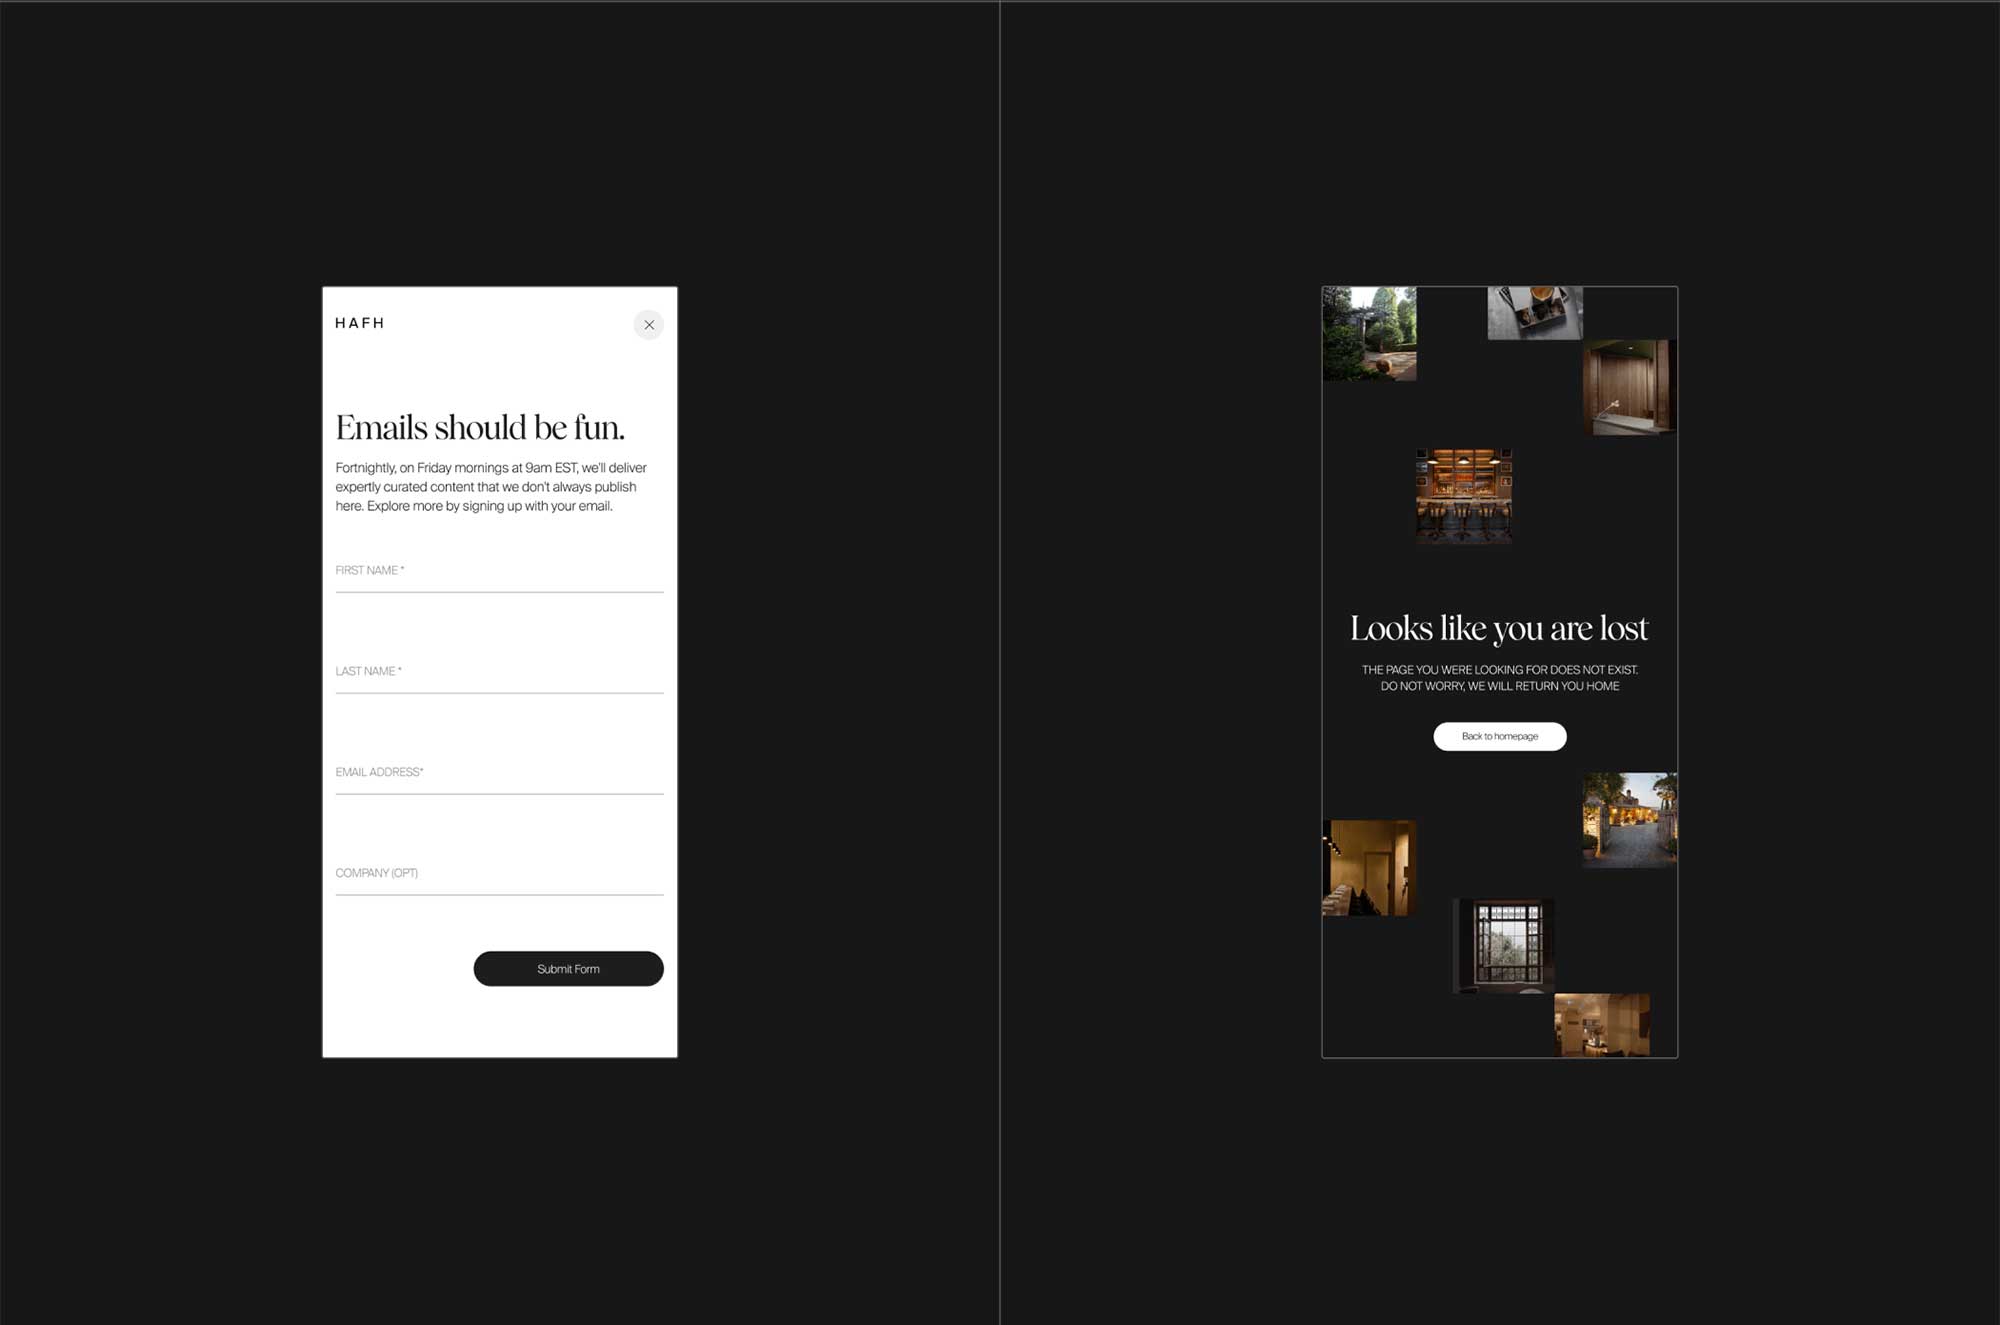 HAFH
Emails should be fun.
Fortnightly, on Friday mornings at 9am EST, we'll deliver
expertly curated content that we don't always publish
here. Explore more by signing up with your email.
FIRST NAME *
LAST NAME *
EMAIL ADDRESS*
COMPANY (OPT)
Submit Form
Looks like you are lost
THE PAGE YOU WERE LOOKING FOR DOES NOT EXIST.
DO NOT WORRY, WE WILL RETURN YOU HOME
Back to homepage